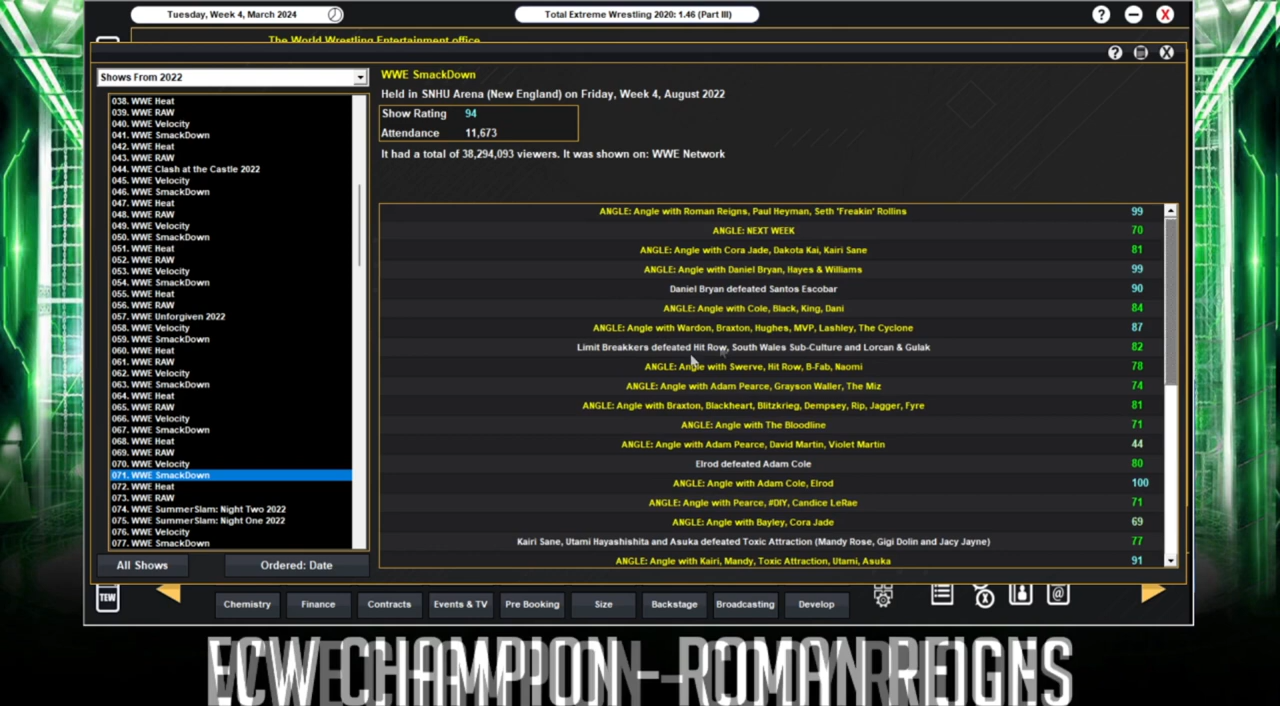 Tuesday, Week 4, March 2024
Total Extreme Wrestling 2020: 1.46 (Part III)
? X
The World Wrestling Entertainment office
? X
Shows From 2022
038. WWE Heat
039. WWE RAW
040. WWE Velocity
041. WWE SmackDown
042. WWE Heat
043. WWE RAW
044. WWE Clash at the Castle 2022
045. WWE Velocity
046. WWE SmackDown
047. WWE Heat
048. WWE RAW
049. WWE Velocity
050. WWE SmackDown
051. WWE Heat
052. WWE RAW
053. WWE Velocity
054. WWE SmackDown
055. WWE Heat
056. WWE RAW
057. WWE Unforgiven 2022
058. WWE Velocity
059. WWE SmackDown
060. WWE Heat
061. WWE RAW
062. WWE Velocity
063. WWE SmackDown
064. WWE Heat
065. WWE RAW
066. WWE Velocity
067. WWE SmackDown
068. WWE Heat
069. WWE RAW
070. WWE Velocity
071. WWE SmackDown
072. WWE Heat
073. WWE RAW
074. WWE SummerSlam: Night Two 2022
075. WWE SummerSlam: Night One 2022
076. WWE Velocity
077. WWE SmackDown
All Shows
Ordered: Date
WWE SmackDown
Held in SNHU Arena (New England) on Friday, Week 4, August 2022
Show Rating 94
Attendance 11,673
It had a total of 38,294,093 viewers. It was shown on: WWE Network
ANGLE: Angle with Roman Reigns, Paul Heyman, Seth 'Freakin' Rollins 99
ANGLE: NEXT WEEK 70
ANGLE: Angle with Cora Jade, Dakota Kai, Kairi Sane 81
ANGLE: Angle with Daniel Bryan, Hayes & Williams 99
Daniel Bryan defeated Santos Escobar 90
ANGLE: Angle with Cole, Black, King, Dani 84
ANGLE: Angle with Wardon, Braxton, Hughes, MVP, Lashley, The Cyclone 87
Limit Breakkers defeated Hit Row, South Wales Sub-Culture and Lorcan & Gulak 82
ANGLE: Angle with Swerve, Hit Row, B-Fab, Naomi 78
ANGLE: Angle with Adam Pearce, Grayson Waller, The Miz 74
ANGLE: Angle with Braxton, Blackheart, Blitzkrieg, Dempsey, Rip, Jagger, Fyre 81
ANGLE: Angle with The Bloodline 71
ANGLE: Angle with Adam Pearce, David Martin, Violet Martin 44
Elrod defeated Adam Cole 80
ANGLE: Angle with Adam Cole, Elrod 100
ANGLE: Angle with Pearce, #DIY, Candice LeRae 71
ANGLE: Angle with Bayley, Cora Jade 69
Kairi Sane, Utami Hayashishita and Asuka defeated Toxic Attraction (Mandy Rose, Gigi Dolin and Jacy Jayne) 77
ANGLE: Angle with Kairi, Mandy, Toxic Attraction, Utami, Asuka 91
TEW
Chemistry
Finance
Contracts
Events & TV
Pre Booking
Size
Backstage
Broadcasting
Develop
ECW CHAMPION - ROMAN REIGNS